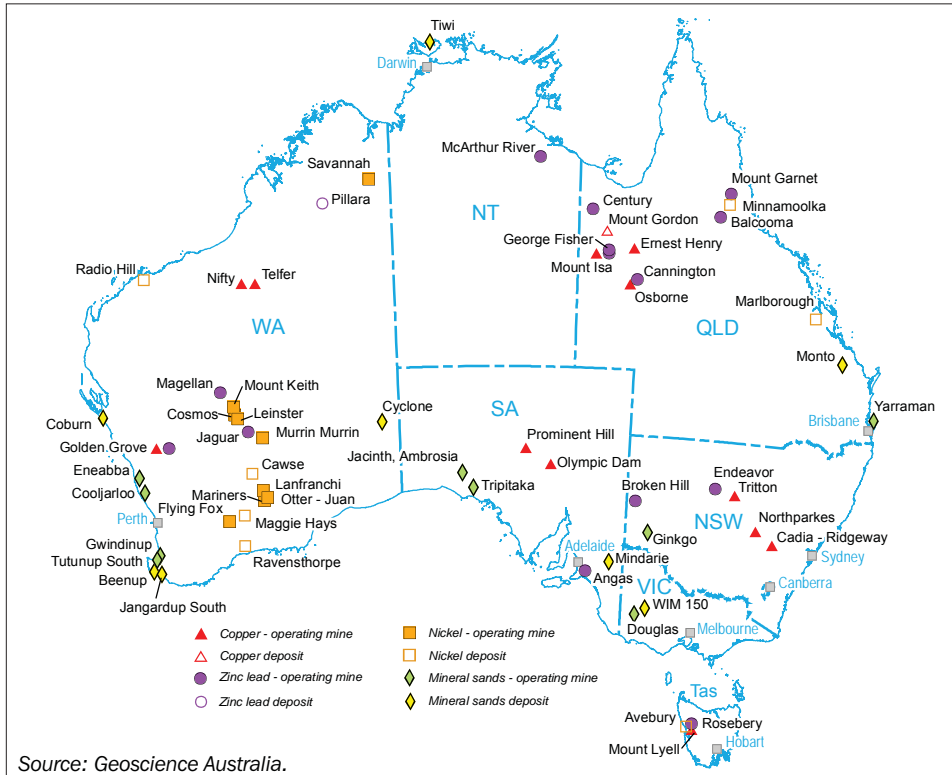 Tiwi
Darwin
McArthur River
Savannah
Pillara
Mount Garnet
Century
Minnamoolka
Mount Gordon
Balcooma
NT
George Fisher
Ernest Henry
Radio Hill
Mount Isa
Nifty
Telfer
Cannington
Osborne
Marlborough
WA
QLD
Monto
Magellan
Mount Keith
Cosmos
Leinster
SA
Cyclone
Yarraman
Coburn
Jaguar
Murrin Murrin
Brisbane
Golden Grove
Prominent Hill
Jacinth, Ambrosia
Olympic Dam
Eneabba
Cawse
Endeavor
Cooljarloo
Lanfranchi
Tripitaka
Broken Hill
Tritton
Mariners
Otter - Juan
Flying Fox
NSW
Northparkes
Perth
Maggie Hays
Ginkgo
Cadia - Ridgeway
Gwindinup
Adelaide
Mindarie
Sydney
Tutunup South
Ravensthorpe
Angas
Canberra
Beenup
VIC
Jangardup South
WIM 150
Douglas
Melbourne
Copper - operating mine
Nickel - operating mine
Copper deposit
Nickel deposit
Zinc lead - operating mine
Mineral sands - operating mine
Zinc lead deposit
Mineral sands deposit
Tas
Avebury
Rosebery
Mount Lyell
Hobart
Source: Geoscience Australia.